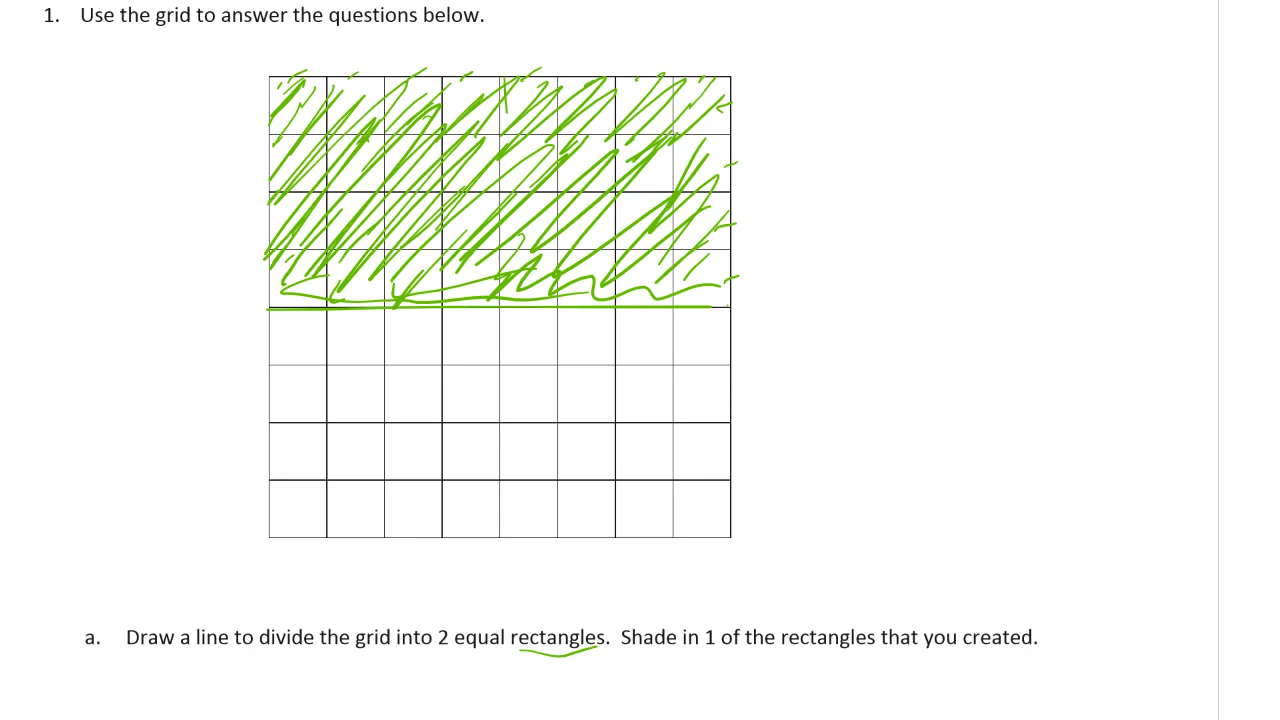 1. Use the grid to answer the questions below.
a. Draw a line to divide the grid into 2 equal rectangles. Shade in 1 of the rectangles that you created.